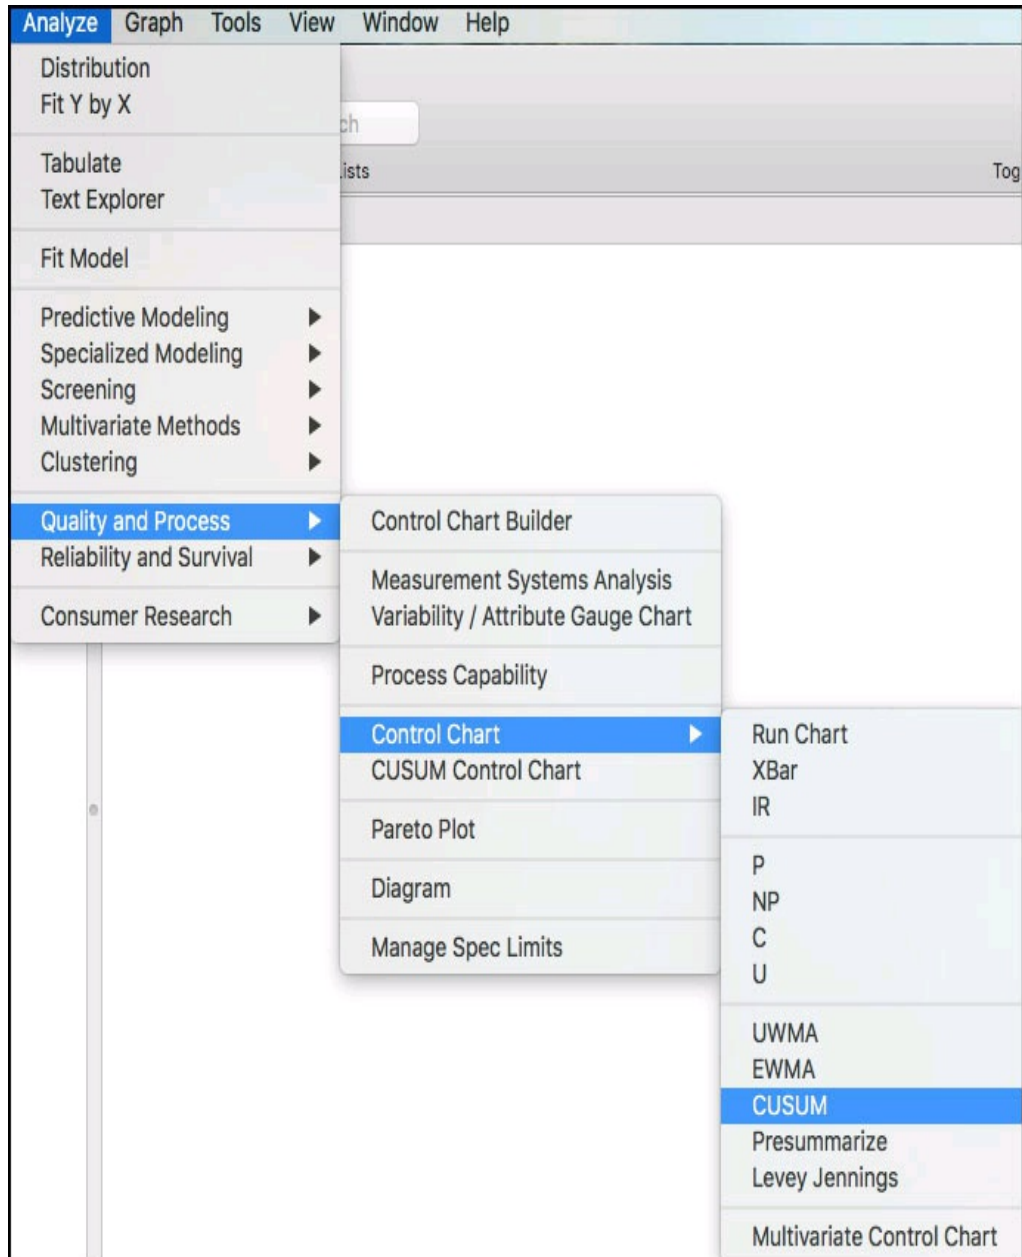 Analyze Graph Tools View Window Help
Distribution
Fit Y by X
ch
Tabulate
Lists
Tog
Text Explorer
Fit Model
Predictive Modeling
Specialized Modeling
Screening
Multivariate Methods
Clustering
Quality and Process
Reliability and Survival
Consumer Research
Control Chart Builder
Measurement Systems Analysis
Variability / Attribute Gauge Chart
Process Capability
Control Chart
CUSUM Control Chart
Pareto Plot
Diagram
Manage Spec Limits
Run Chart
XBar
IR
P
NP
C
U
UWMA
EWMA
CUSUM
Presummarize
Levey Jennings
Multivariate Control Chart